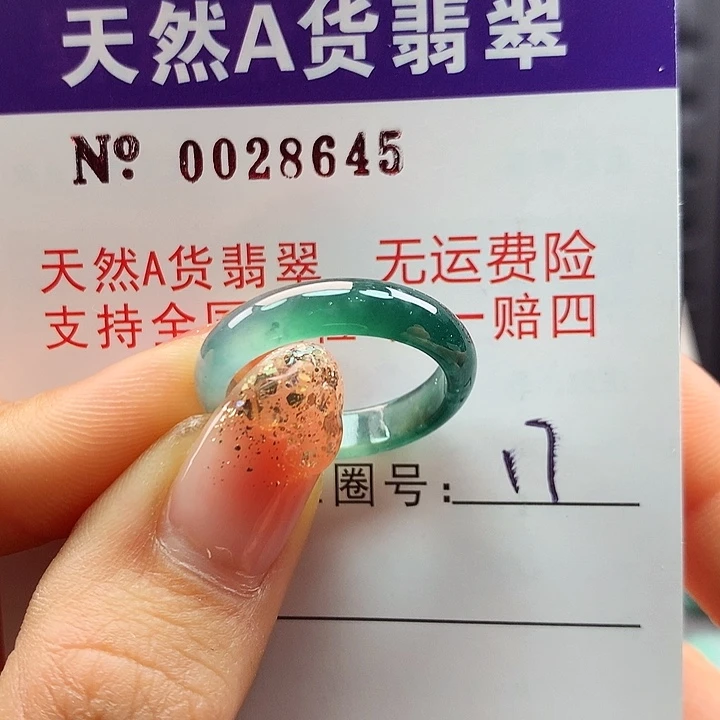 天然A货翡翠
Nº 0028645
天然A货翡翠 无运费险
支持全国 一赔四
圈号: 17